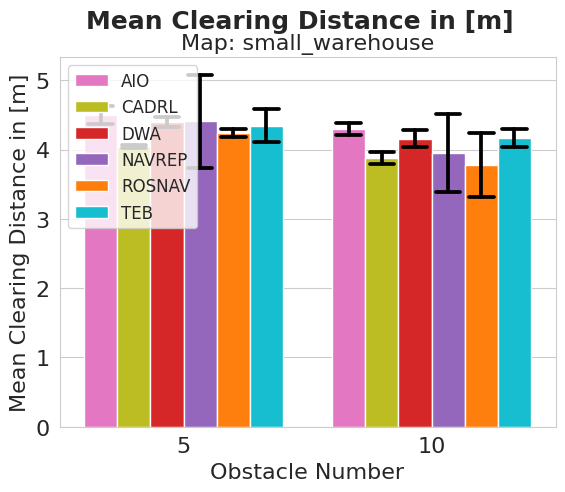 Mean Clearing Distance in [m]
Map: small_warehouse
Mean Clearing Distance in [m]
5
4
3
2
1
0
AIO
CADRL
DWA
NAVREP
ROSNAV
TEB
5
10
Obstacle Number